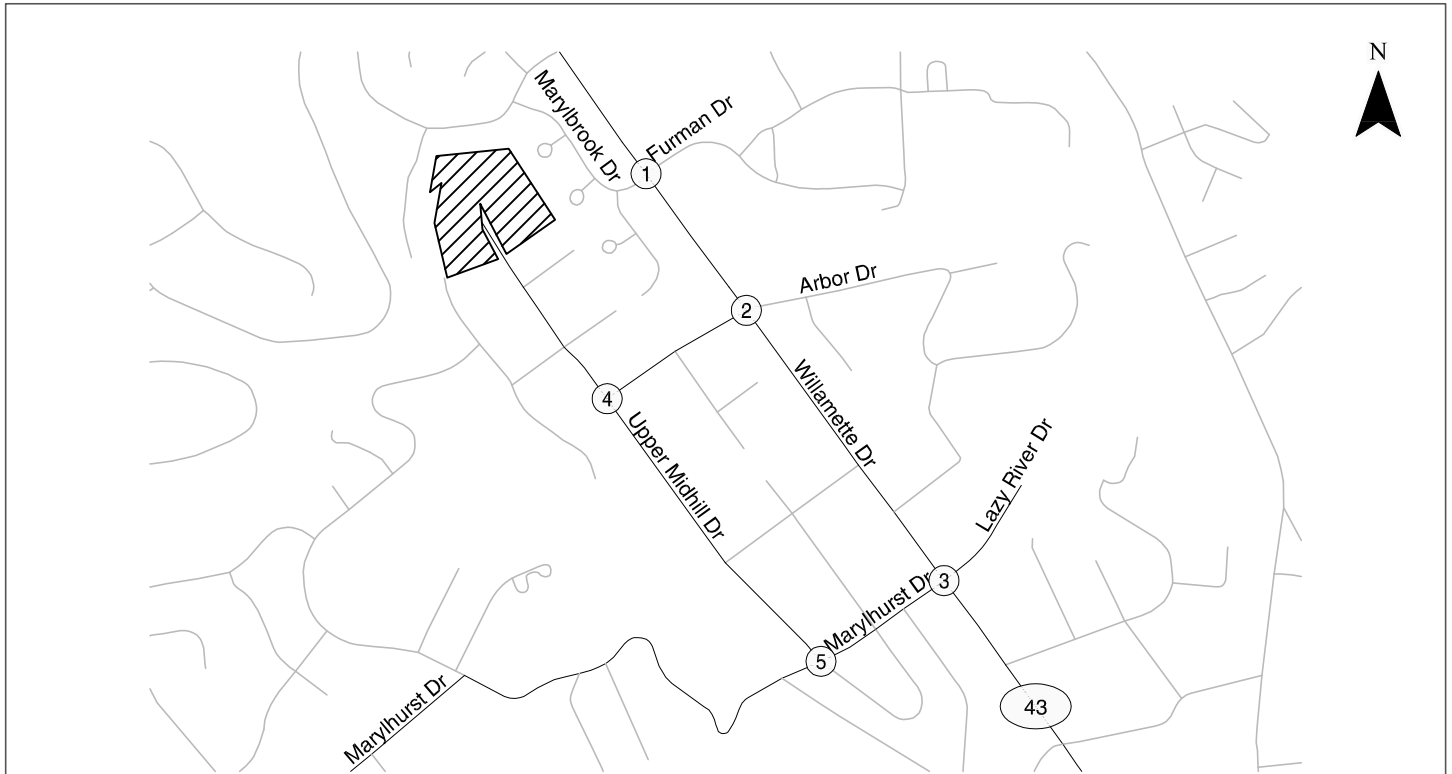 N
Marylbrook Dr
Furman Dr
1
Arbor Dr
2
Willamette Dr
4
Upper Midhill Dr
Lazy River Dr
Marylhurst Dr
3
5
Marylhurst Dr
43